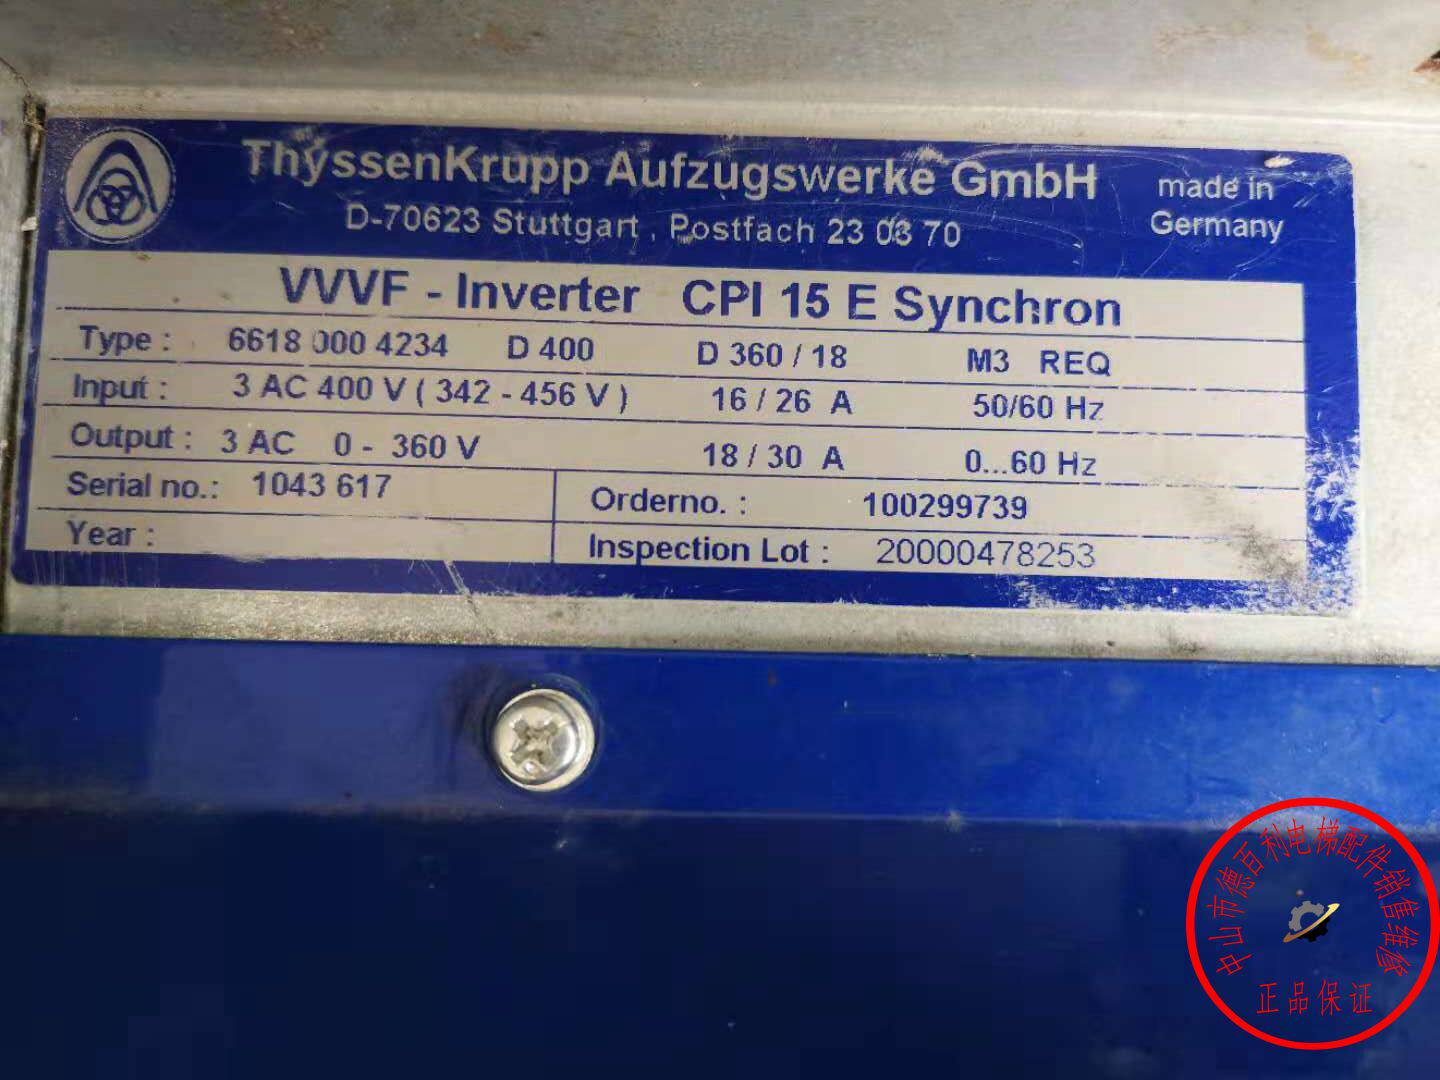 ThyssenKrupp Aufzugswerke GmbH
D-70623 Stuttgart , Postfach 23 03 70
made in
Germany
VVVF - Inverter CPI 15 E Synchron
Type : 6618 000 4234 D 400 D 360 / 18 M3 REQ
Input : 3 AC 400 V ( 342 - 456 V ) 16 / 26 A 50/60 Hz
Output : 3 AC 0 - 360 V 18 / 30 A 0...60 Hz
Serial no.: 1043 617 Orderno. : 100299739
Year : Inspection Lot : 20000478253
中山市德百利电梯配件销售维修
正品保证